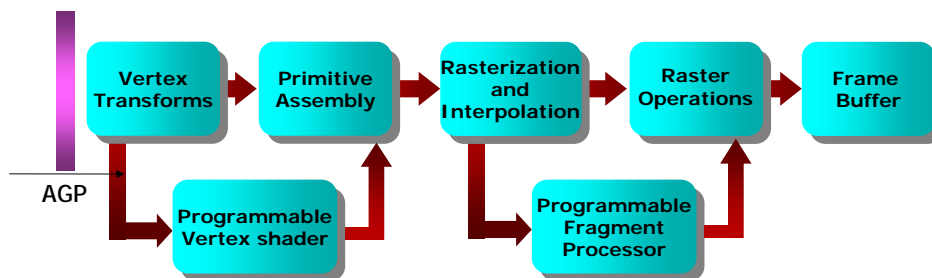 Vertex
Transforms
Primitive
Assembly
Rasterization
and
Interpolation
Raster
Operations
Frame
Buffer
AGP
Programmable
Vertex shader
Programmable
Fragment
Processor